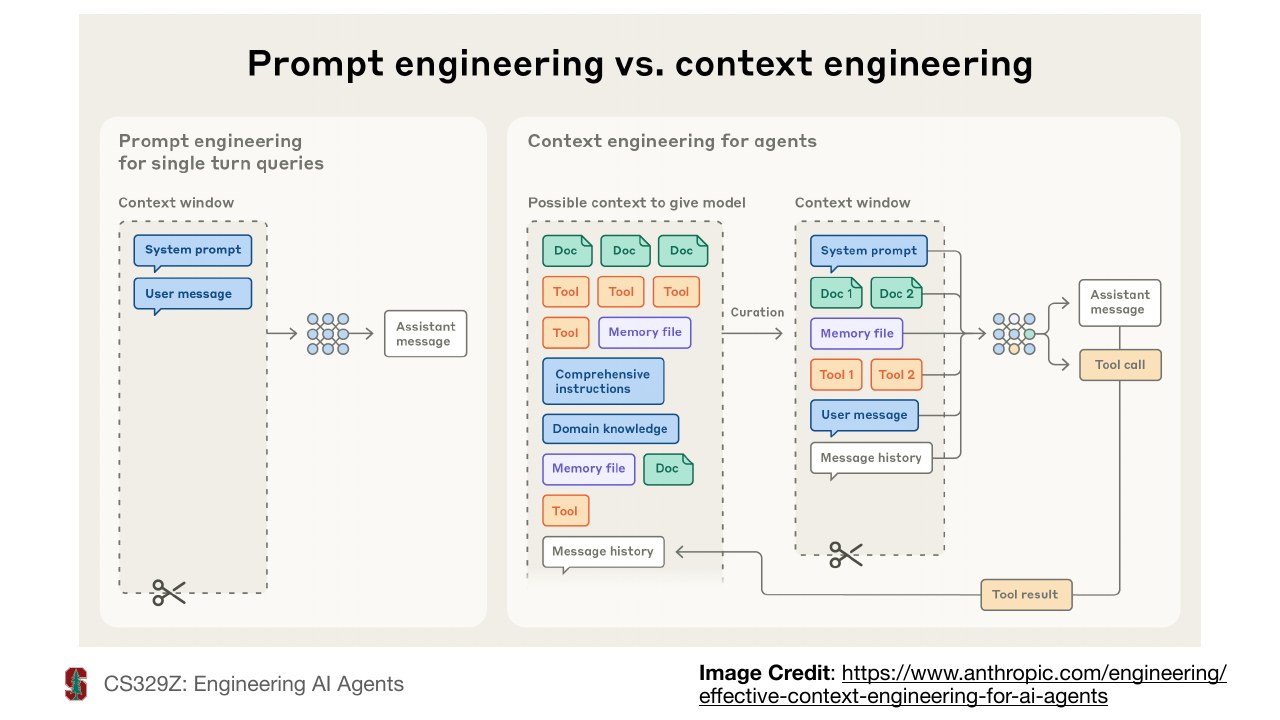 Prompt engineering vs. context engineering
Prompt engineering
for single turn queries
Context window
System prompt
User message
Assistant
message
Context engineering for agents
Possible context to give model
Doc Doc Doc
Tool Tool Tool
Tool Memory file
Comprehensive
instructions
Domain knowledge
Memory file Doc
Tool
Message history
Curation
Context window
System prompt
Doc 1 Doc 2
Memory file
Tool 1 Tool 2
User message
Message history
Assistant
message
Tool call
Tool result
CS329Z: Engineering AI Agents
Image Credit: https://www.anthropic.com/engineering/
effective-context-engineering-for-ai-agents